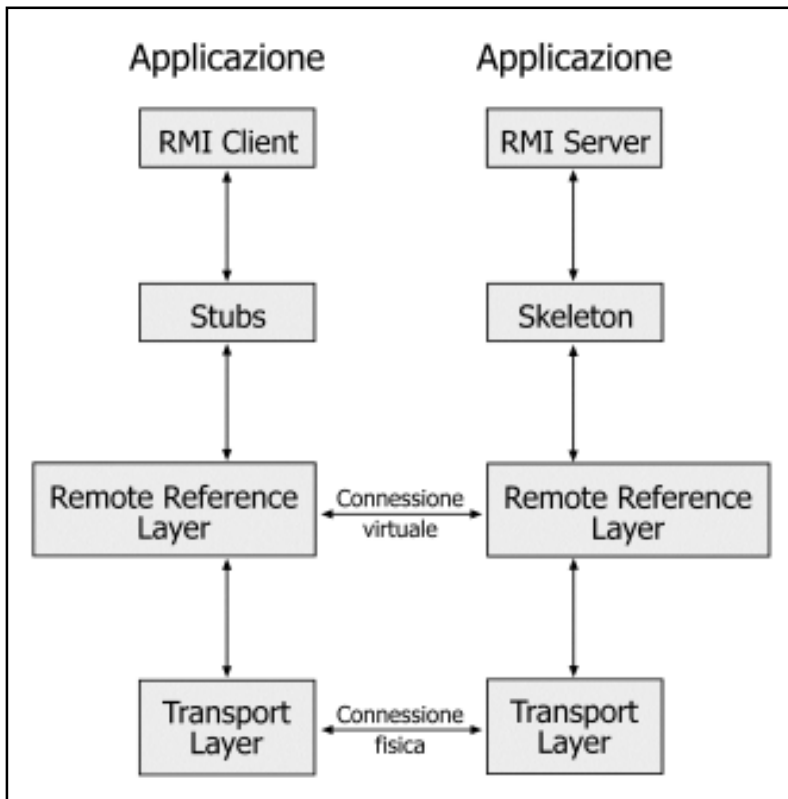 Applicazione Applicazione
RMI Client RMI Server
Stubs Skeleton
Remote Reference
Layer
Connessione
virtuale
Remote Reference
Layer
Transport
Layer
Connessione
fisica
Transport
Layer